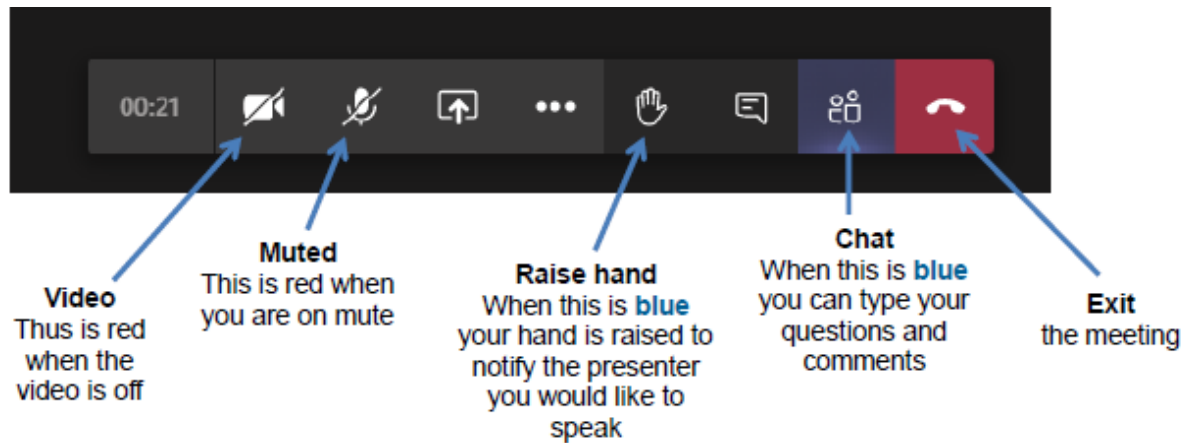 00:21
Video
Thus is red
when the
video is off
Muted
This is red when
you are on mute
Raise hand
When this is blue
your hand is raised to
notify the presenter
you would like to
speak
Chat
When this is blue
you can type your
questions and
comments
Exit
the meeting